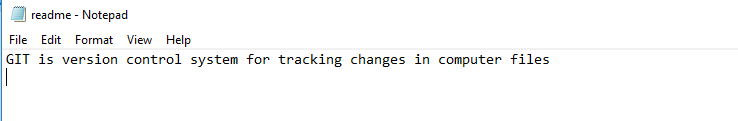 readme - Notepad
File Edit Format View Help
GIT is version control system for tracking changes in computer files